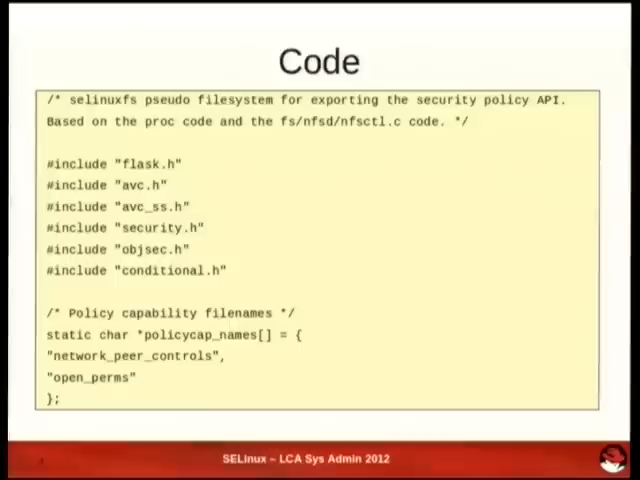 Code
/* selinuxfs pseudo filesystem for exporting the security policy API.
Based on the proc code and the fs/nfsd/nfsctl.c code. */
#include "flask.h"
#include "avc.h"
#include "avc_ss.h"
#include "security.h"
#include "objsec.h"
#include "conditional.h"
/* Policy capability filenames */
static char *policycap_names[] = {
"network_peer_controls",
"open_perms"
};
SELinux – LCA Sys Admin 2012